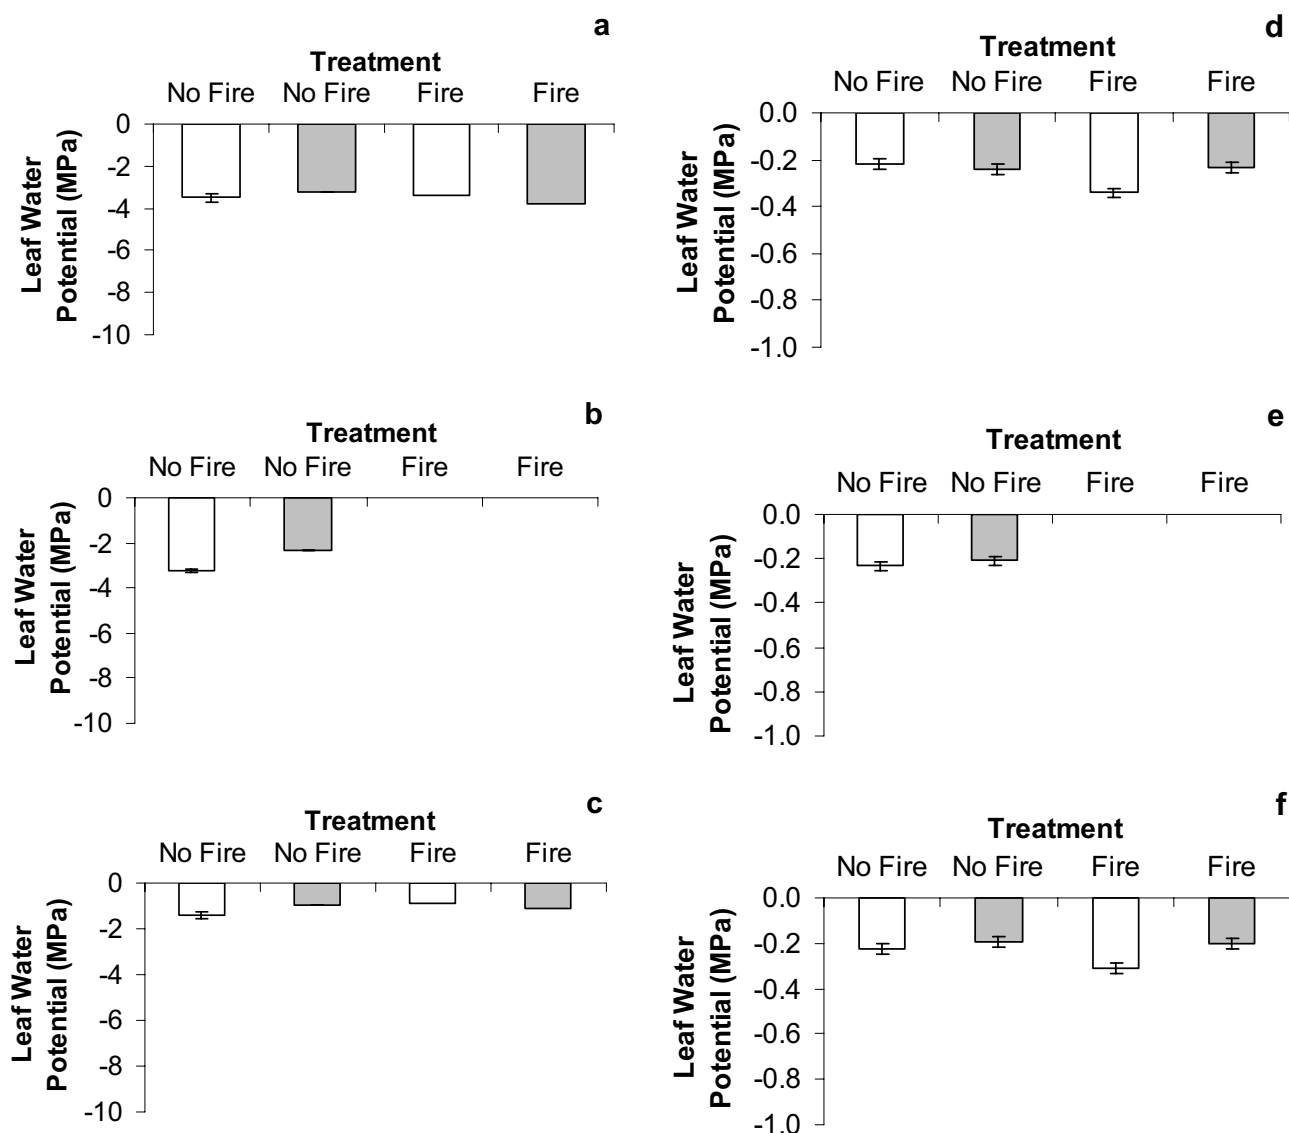 a
Treatment
No Fire No Fire Fire Fire
0
-2
-4
-6
-8
-10
Leaf Water
Potential (MPa)
d
Treatment
No Fire No Fire Fire Fire
0.0
-0.2
-0.4
-0.6
-0.8
-1.0
Leaf Water
Potential (MPa)
b
Treatment
No Fire No Fire Fire Fire
0
-2
-4
-6
-8
-10
Leaf Water
Potential (MPa)
e
Treatment
No Fire No Fire Fire Fire
0.0
-0.2
-0.4
-0.6
-0.8
-1.0
Leaf Water
Potential (MPa)
c
Treatment
No Fire No Fire Fire Fire
0
-2
-4
-6
-8
-10
Leaf Water
Potential (MPa)
f
Treatment
No Fire No Fire Fire Fire
0.0
-0.2
-0.4
-0.6
-0.8
-1.0
Leaf Water
Potential (MPa)